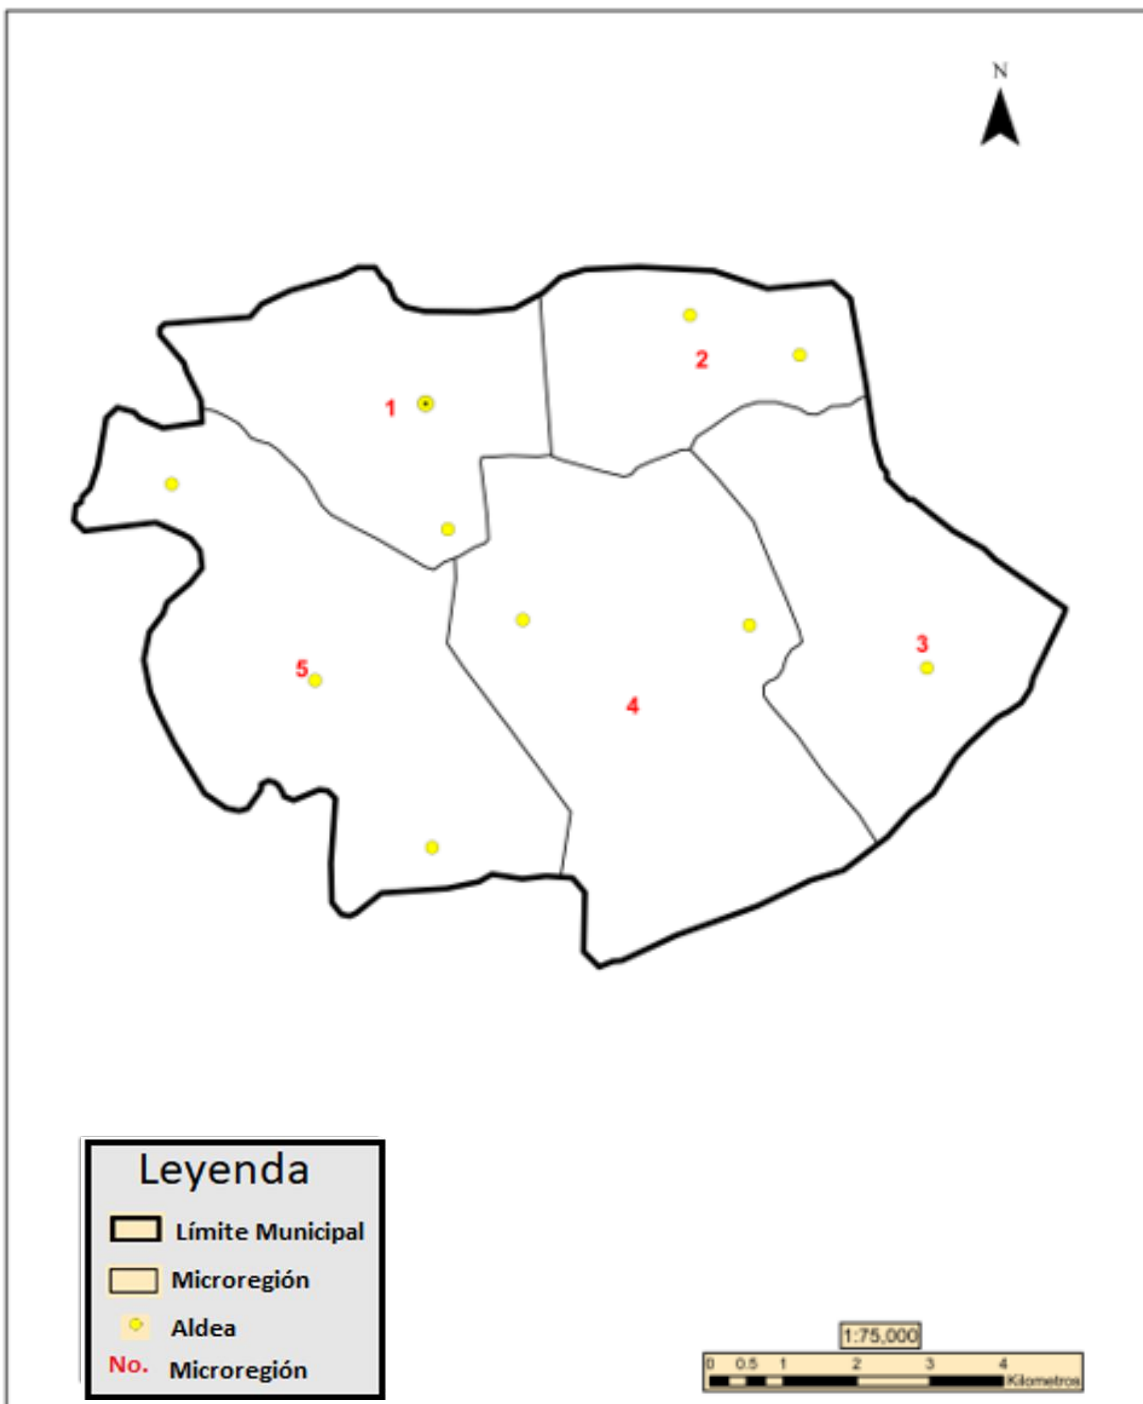 N
2
1
3
5
4
Leyenda
Límite Municipal
Microregión
Aldea
No. Microregión
1:75,000
0 0.5 1 2 3 4
Kilometros